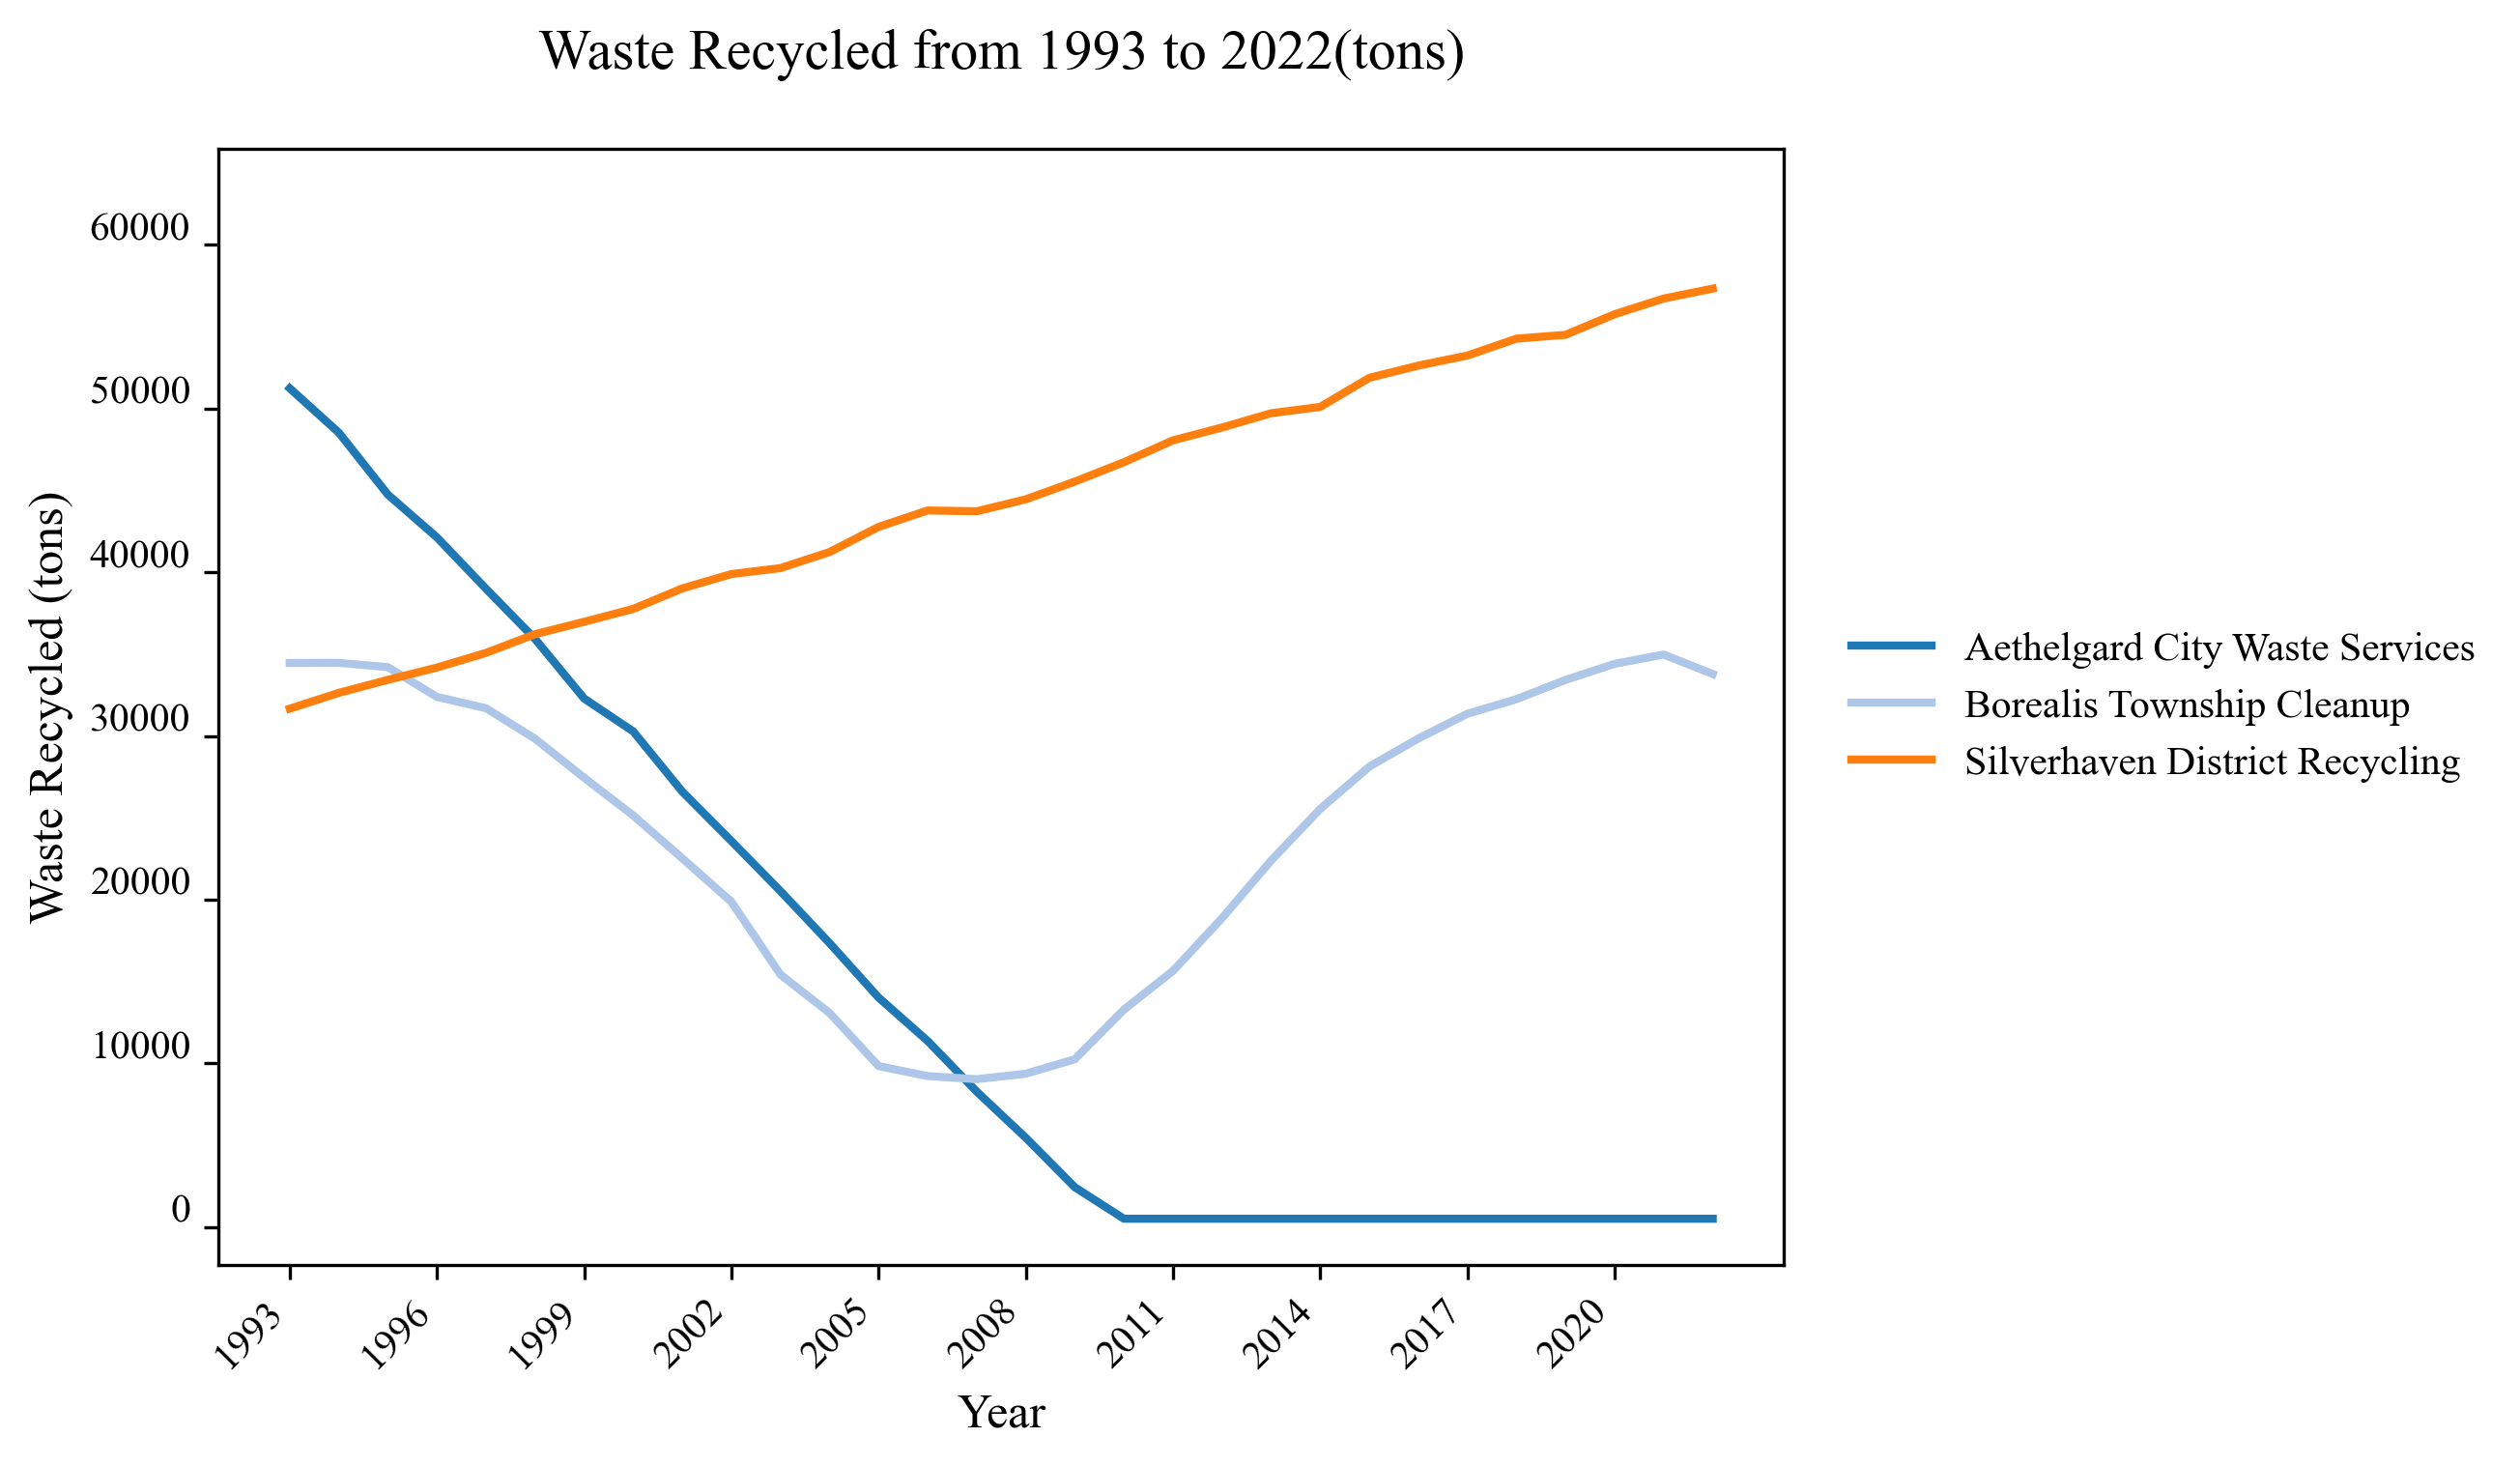 Waste Recycled from 1993 to 2022(tons)
Waste Recycled (tons)
60000
50000
40000
30000
20000
10000
0
1993
1996
1999
2002
2005
2008
2011
2014
2017
2020
Year
Aethelgard City Waste Services
Borealis Township Cleanup
Silverhaven District Recycling